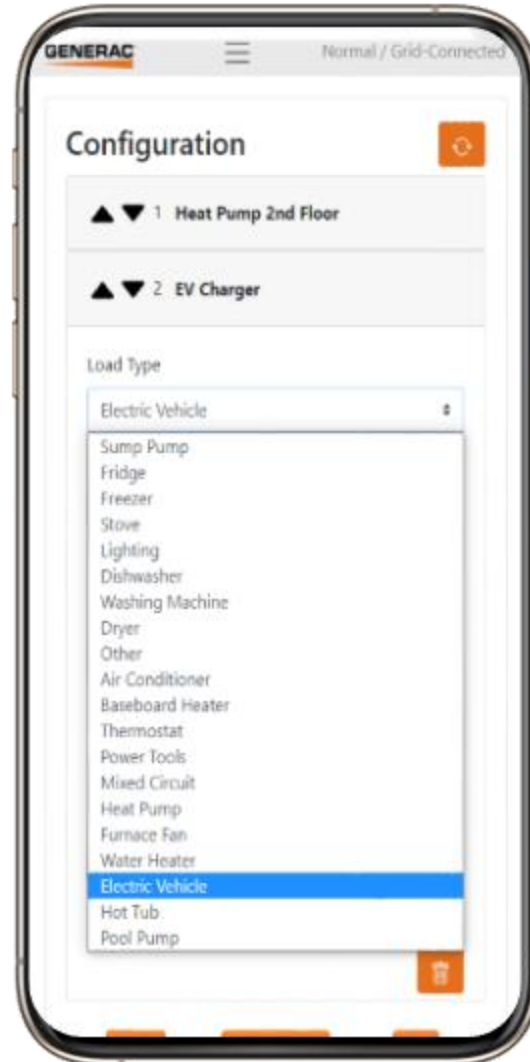 GENERAC
Normal / Grid-Connected
Configuration
1 Heat Pump 2nd Floor
2 EV Charger
Load Type
Electric Vehicle
Sump Pump
Fridge
Freezer
Stove
Lighting
Dishwasher
Washing Machine
Dryer
Other
Air Conditioner
Baseboard Heater
Thermostat
Power Tools
Mixed Circuit
Heat Pump
Furnace Fan
Water Heater
Electric Vehicle
Hot Tub
Pool Pump